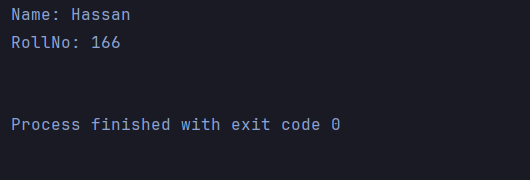 Name: Hassan
RollNo: 166
Process finished with exit code 0